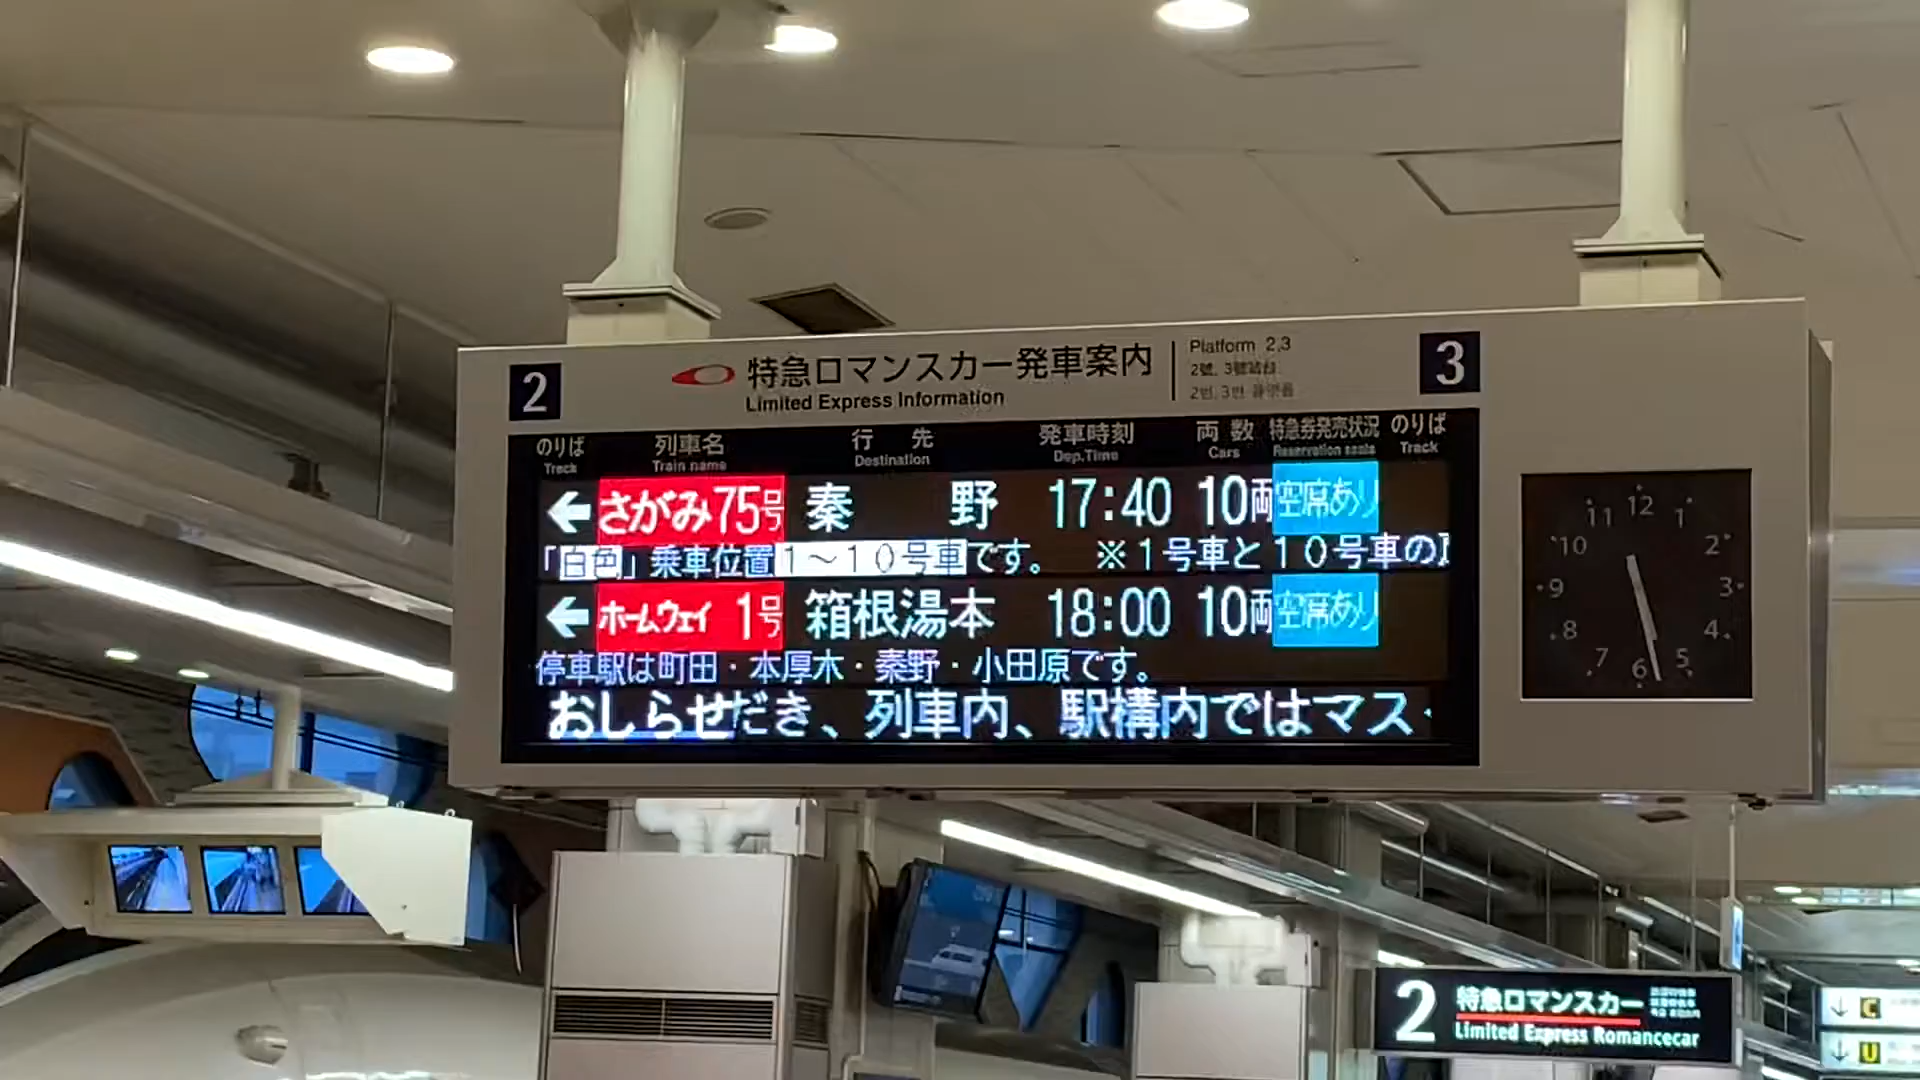 2
特急ロマンスカー発車案内
Limited Express Information
Platform 2,3
2號, 3號站台
3
のりば 列車名 行先 発車時刻 両数 特急券発売状況 のりば
Track Train name Destination Dep.Time Cars Reservation seats Track
← さがみ75号 秦野 17:40 10両 空席あり
「白色」乗車位置1～10号車です。 ※1号車と10号車の
← ホームウェイ 1号 箱根湯本 18:00 10両 空席あり
停車駅は町田・本厚木・秦野・小田原です。
おしらせ だき、列車内、駅構内ではマス
12 1 2 3 4 5 6 7 8 9 10 11
2 特急ロマンスカー
Limited Express Romancecar
↓ C
↓ U